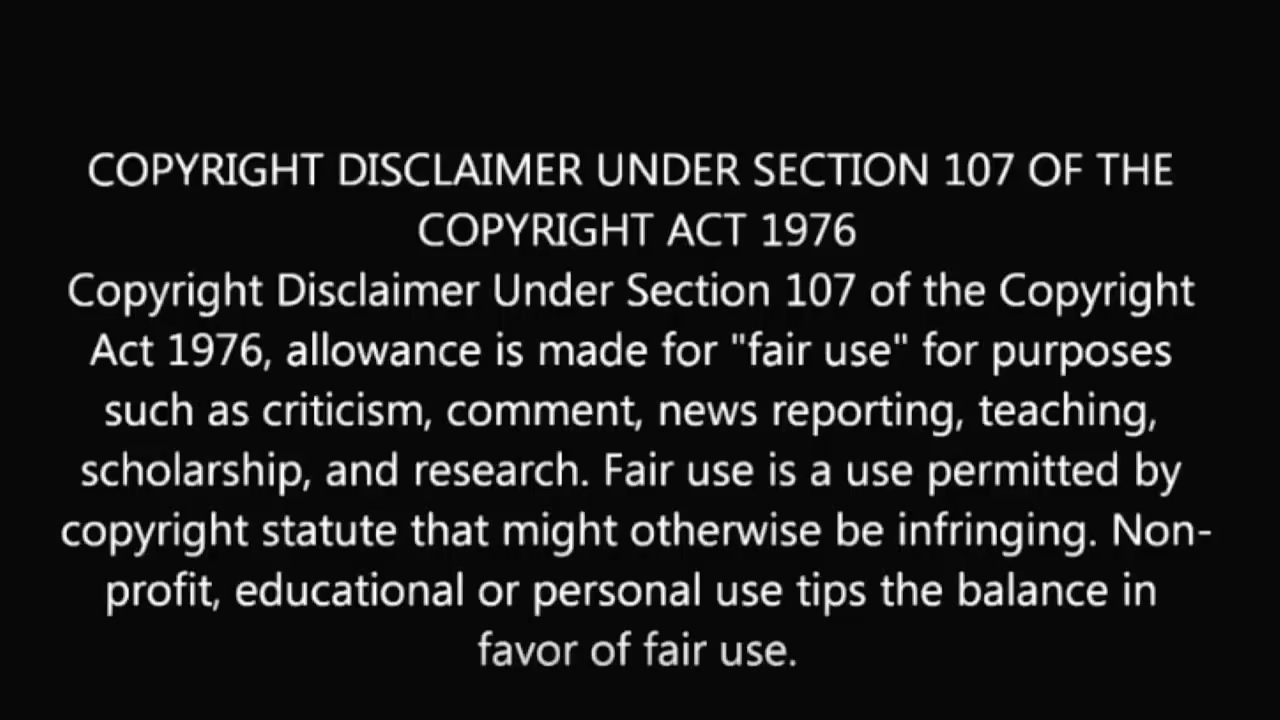 COPYRIGHT DISCLAIMER UNDER SECTION 107 OF THE
COPYRIGHT ACT 1976
Copyright Disclaimer Under Section 107 of the Copyright
Act 1976, allowance is made for "fair use" for purposes
such as criticism, comment, news reporting, teaching,
scholarship, and research. Fair use is a use permitted by
copyright statute that might otherwise be infringing. Non-
profit, educational or personal use tips the balance in
favor of fair use.